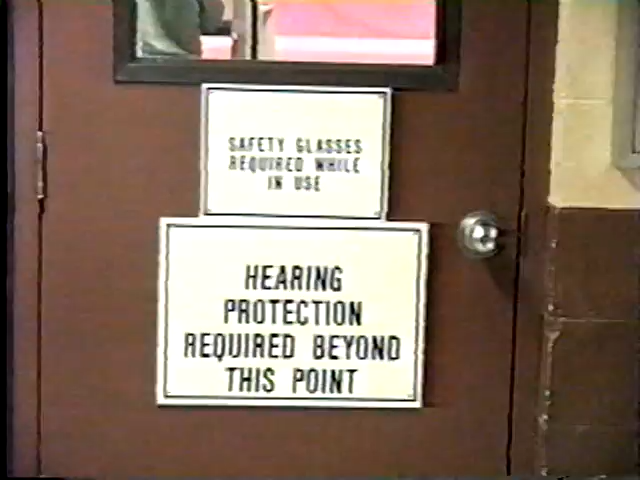 SAFETY GLASSES
REQUIRED WHILE
IN USE
HEARING
PROTECTION
REQUIRED BEYOND
THIS POINT